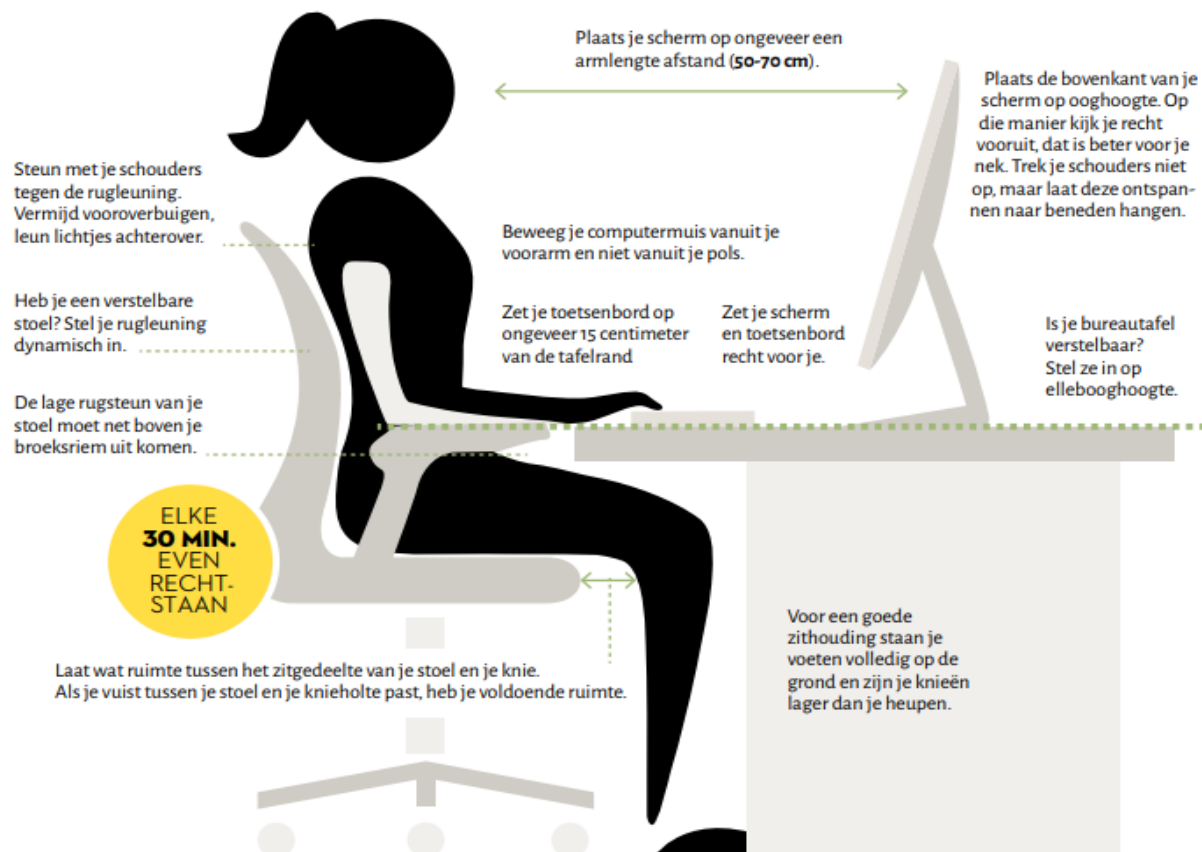 Plaats je scherm op ongeveer een
armlengte afstand (50-70 cm).
Plaats de bovenkant van je
scherm op ooghoogte. Op
die manier kijk je recht
vooruit, dat is beter voor je
nek. Trek je schouders niet
op, maar laat deze ontspan-
nen naar beneden hangen.
Steun met je schouders
tegen de rugleuning.
Vermijd vooroverbuigen,
leun lichtjes achterover.
Beweeg je computermuis vanuit je
voorarm en niet vanuit je pols.
Heb je een verstelbare
stoel? Stel je rugleuning
dynamisch in.
Zet je toetsenbord op
ongeveer 15 centimeter
van de tafelrand
Zet je scherm
en toetsenbord
recht voor je.
Is je bureautafel
verstelbaar?
Stel ze in op
ellebooghoogte.
De lage rugsteun van je
stoel moet net boven je
broeksriem uit komen.
ELKE
30 MIN.
EVEN
RECHT-
STAAN
Voor een goede
zithouding staan je
voeten volledig op de
grond en zijn je knieën
lager dan je heupen.
Laat wat ruimte tussen het zitgedeelte van je stoel en je knie.
Als je vuist tussen je stoel en je knieholte past, heb je voldoende ruimte.